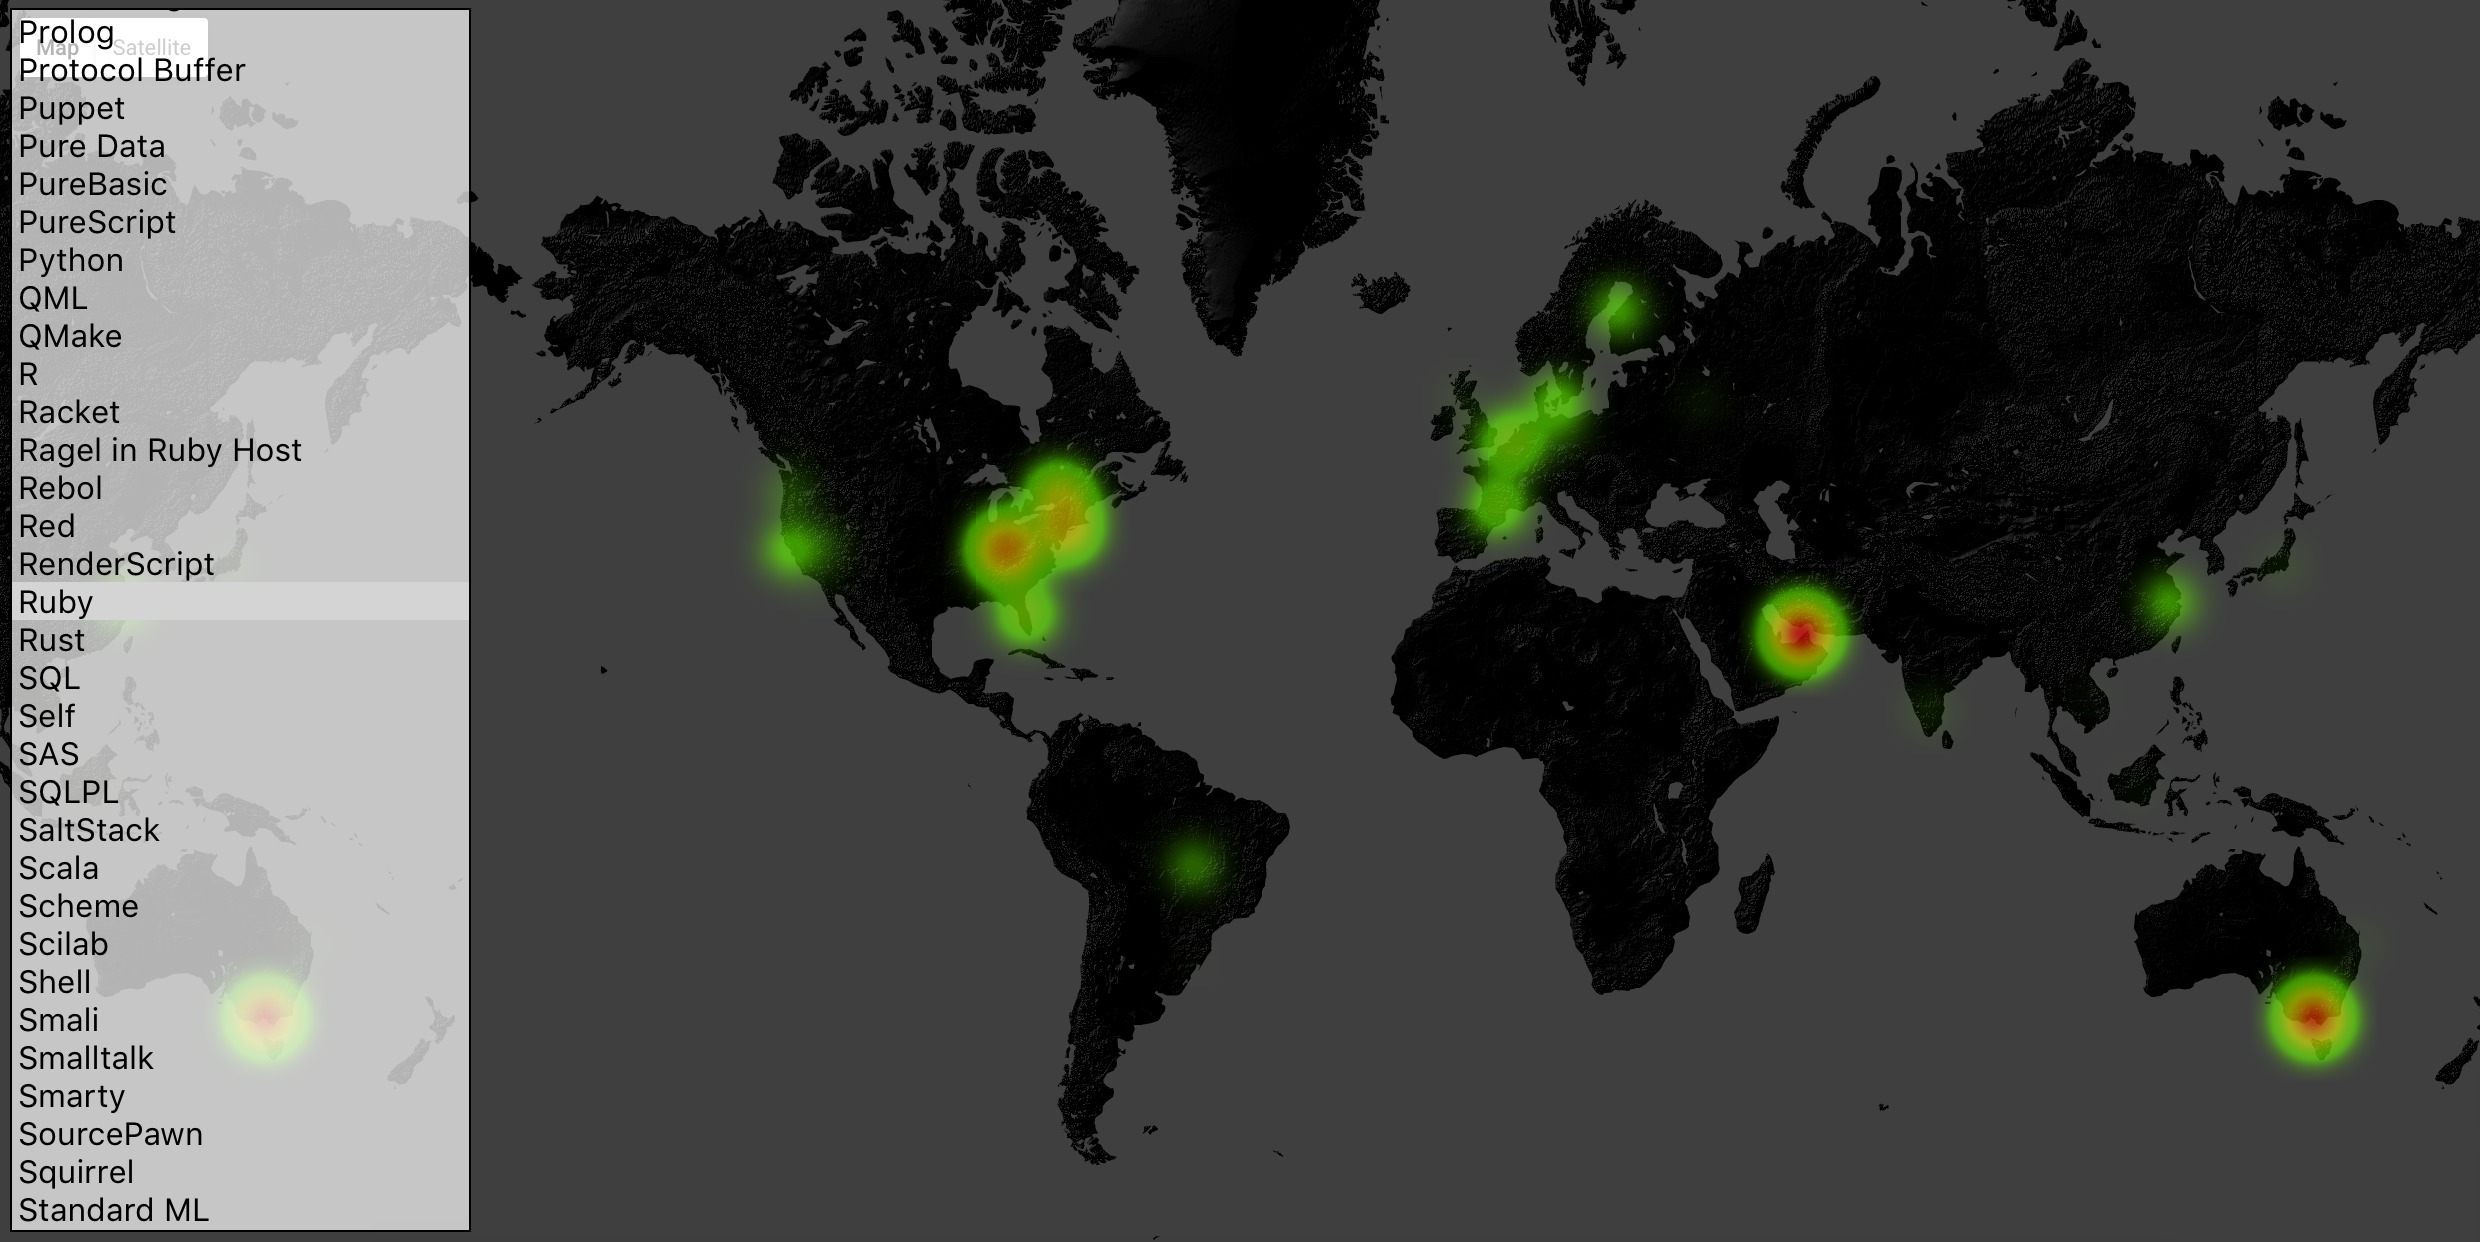 Prolog
Map Satellite
Protocol Buffer
Puppet
Pure Data
PureBasic
PureScript
Python
QML
QMake
R
Racket
Ragel in Ruby Host
Rebol
Red
RenderScript
Ruby
Rust
SQL
Self
SAS
SQLPL
SaltStack
Scala
Scheme
Scilab
Shell
Smali
Smalltalk
Smarty
SourcePawn
Squirrel
Standard ML